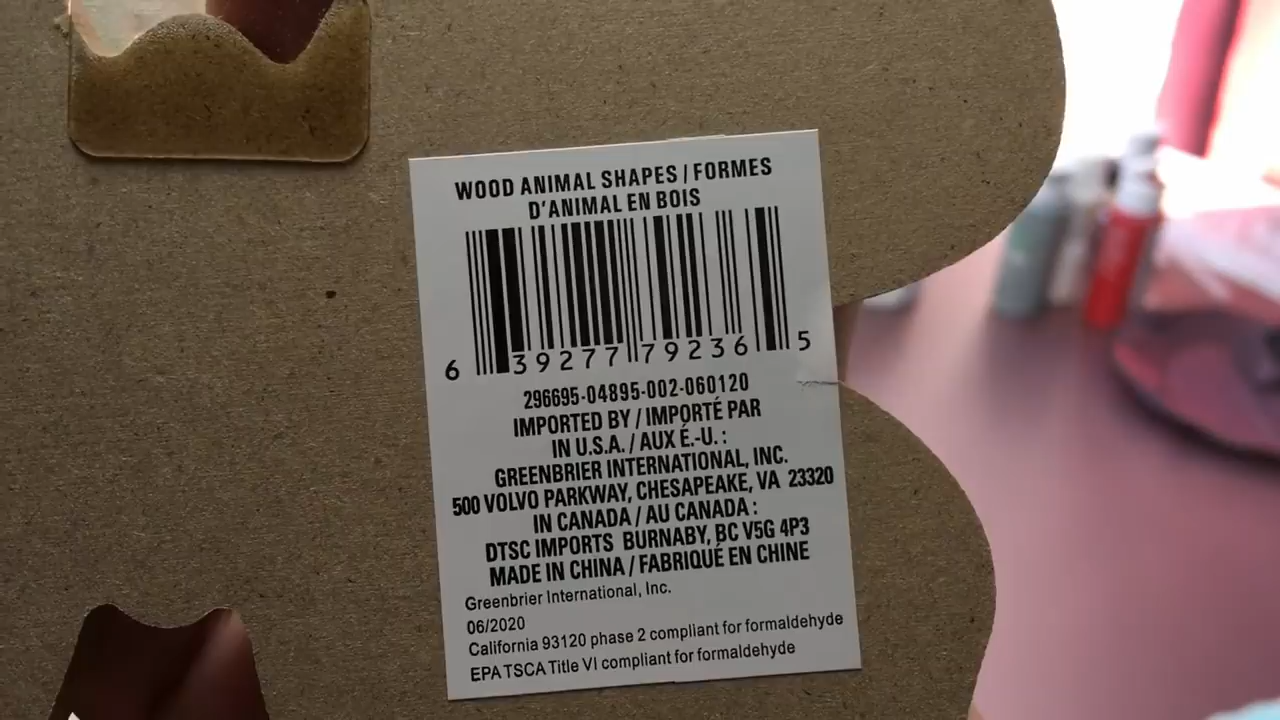 WOOD ANIMAL SHAPES / FORMES
D'ANIMAL EN BOIS
6 39277 79236 5
296695-04895-002-060120
IMPORTED BY / IMPORTÉ PAR
IN U.S.A. / AUX É.-U. :
GREENBRIER INTERNATIONAL, INC.
500 VOLVO PARKWAY, CHESAPEAKE, VA 23320
IN CANADA / AU CANADA :
DTSC IMPORTS BURNABY, BC V5G 4P3
MADE IN CHINA / FABRIQUÉ EN CHINE
Greenbrier International, Inc.
06/2020
California 93120 phase 2 compliant for formaldehyde
EPA TSCA Title VI compliant for formaldehyde